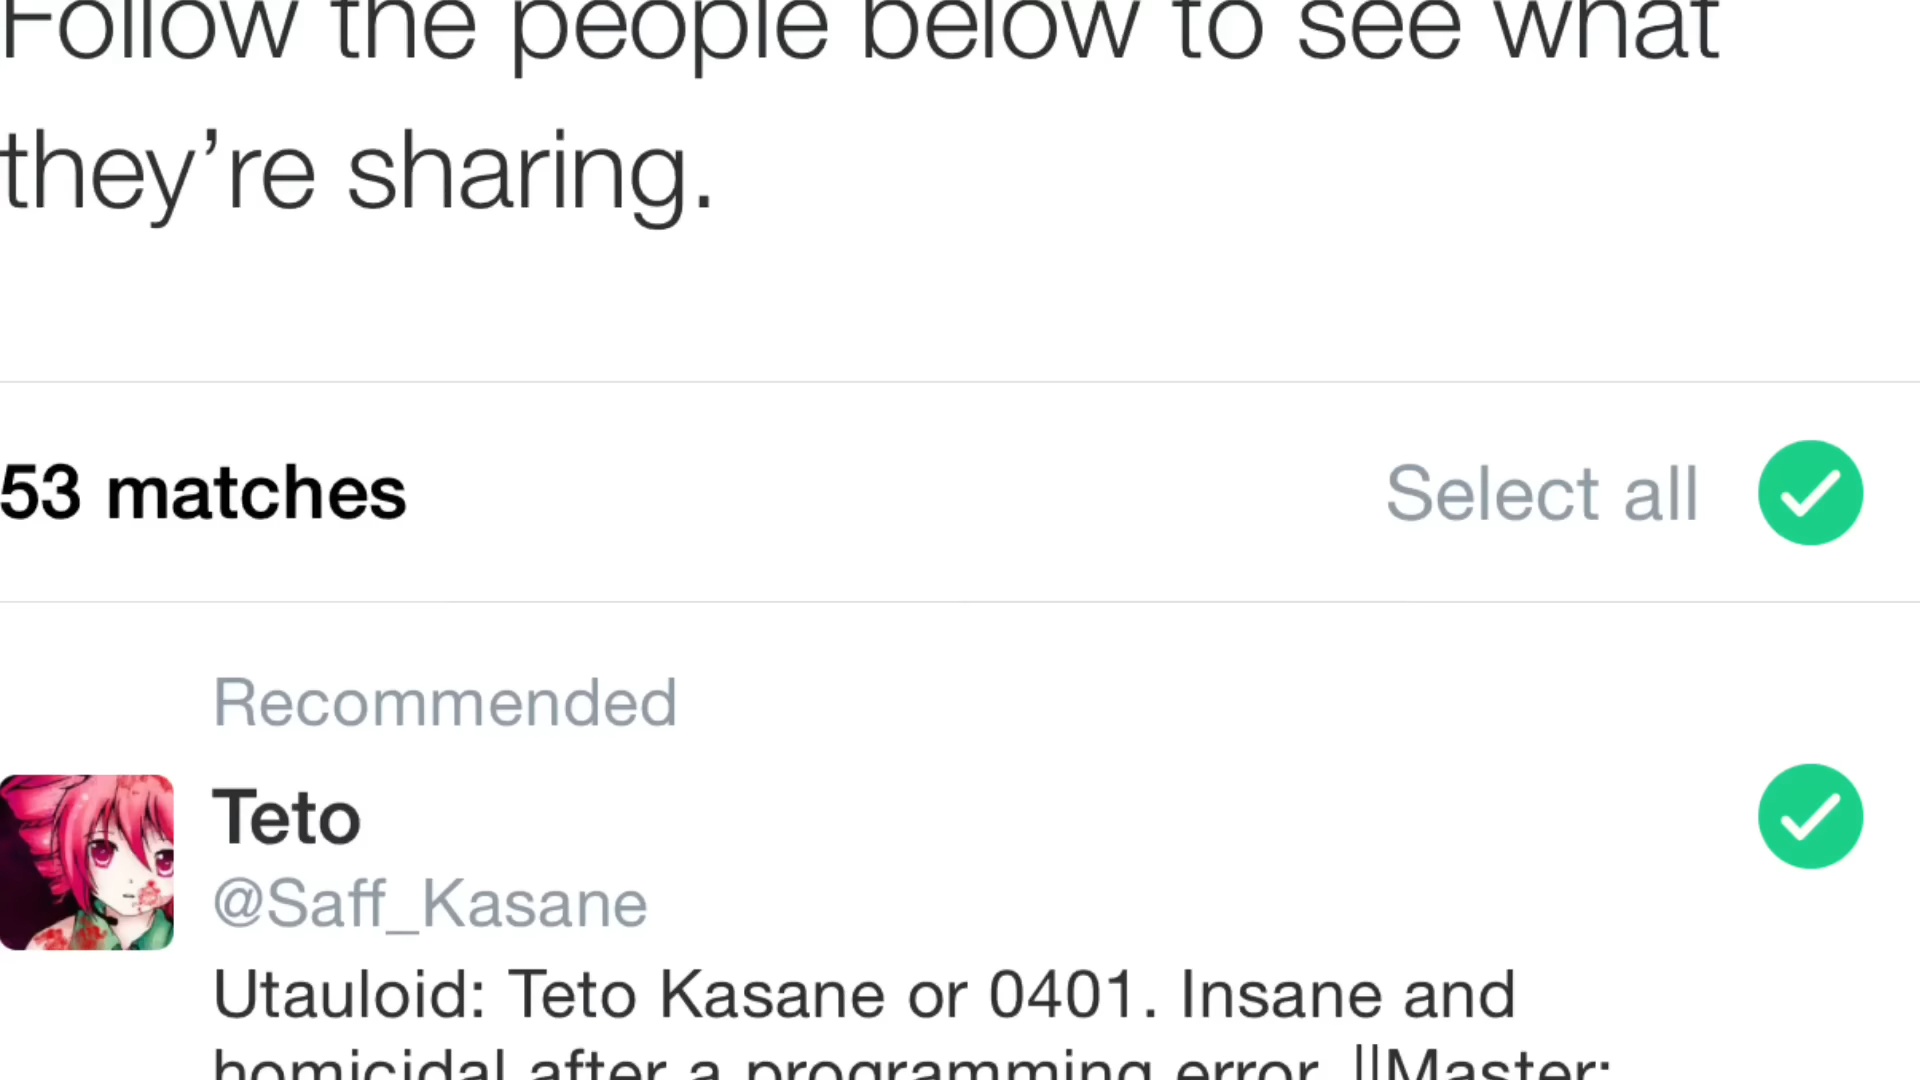 Follow the people below to see what
they’re sharing.
53 matches
Select all
Recommended
Teto
@Saff_Kasane
Utauloid: Teto Kasane or 0401. Insane and
homicidal after a programming error. ||Master: